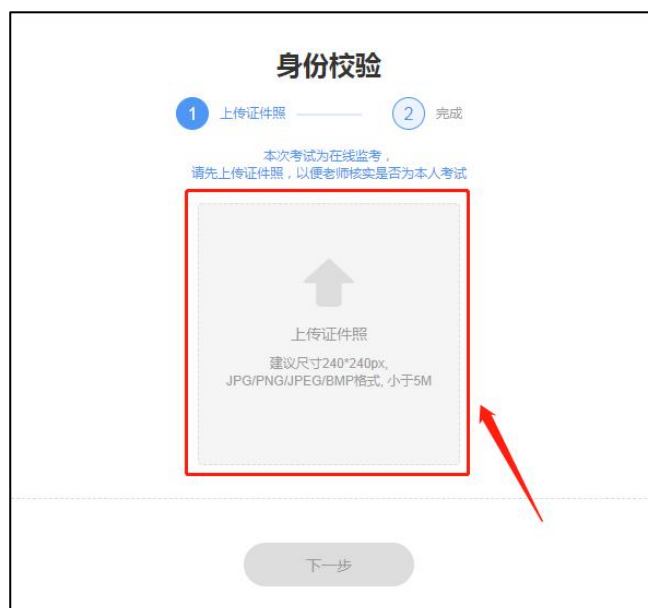 身份校验
1 上传证件照 2 完成
本次考试为在线监考，
请先上传证件照，以便老师核实是否为本人考试
上传证件照
建议尺寸240*240px,
JPG/PNG/JPEG/BMP格式, 小于5M
下一步